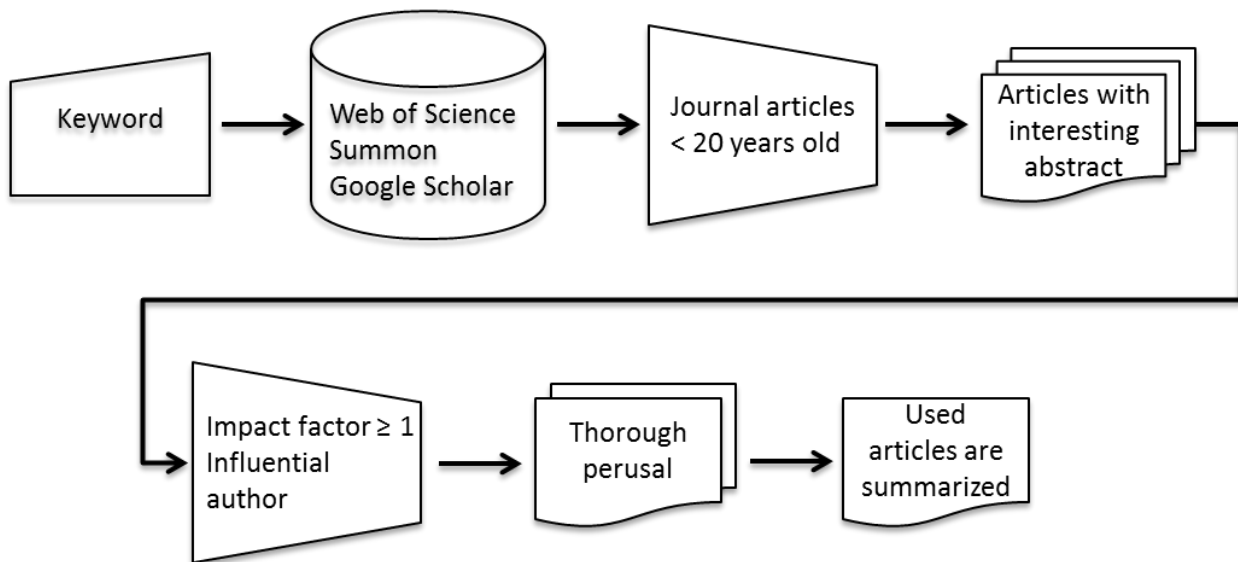 Keyword
Web of Science
Summon
Google Scholar
Journal articles
< 20 years old
Articles with
interesting
abstract
Impact factor ≥ 1
Influential
author
Thorough
perusal
Used
articles are
summarized